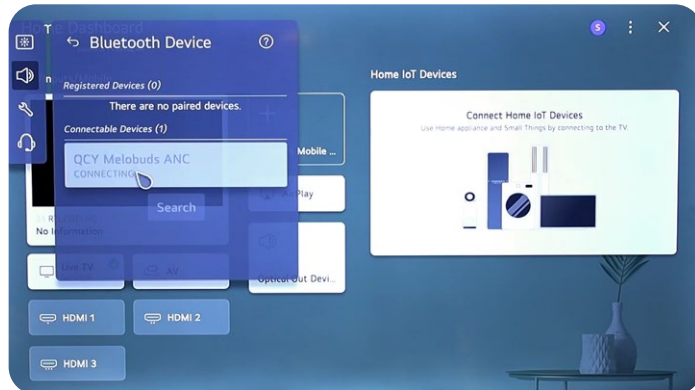 Home Dashboard
Bluetooth Device
Registered Devices (0)
There are no paired devices.
Connectable Devices (1)
QCY Melobuds ANC
CONNECTING
Search
S
Home IoT Devices
Connect Home IoT Devices
Use Home appliance and Small Things by connecting to the TV.
Mobile ...
AirPlay
No Information
Live TV
AV
Optical Out Devi...
HDMI 1
HDMI 2
HDMI 3